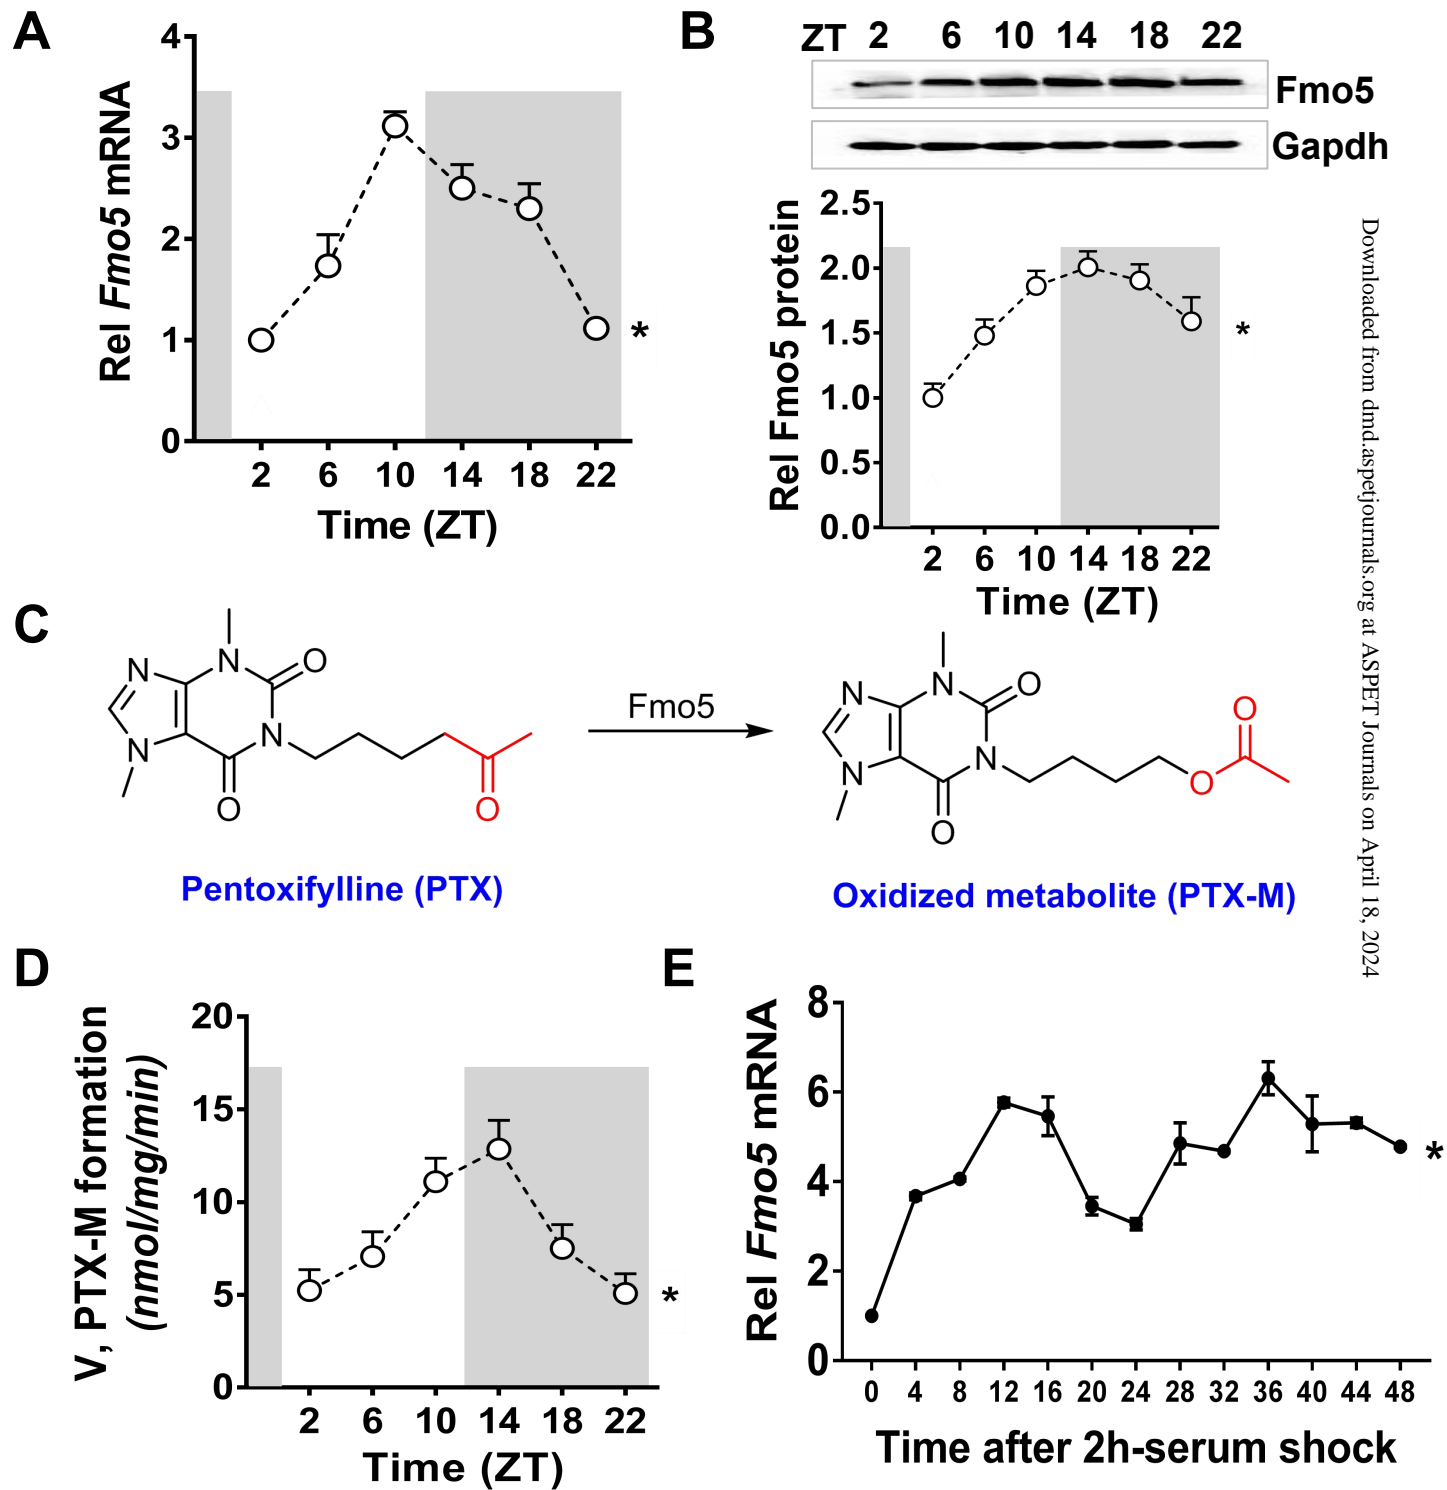 A
Rel Fmo5 mRNA
4
3
2
1
0
*
2 6 10 14 18 22
Time (ZT)
B
ZT 2 6 10 14 18 22
Fmo5
Gapdh
Rel Fmo5 protein
2.5
2.0
1.5
1.0
0.5
0.0
*
2 6 10 14 18 22
Time (ZT)
Downloaded from dmd.aspetjournals.org at ASPET Journals on April 18, 2024
C
N
N
O
N
N
O
O
Fmo5
N
N
O
N
N
O
O
O
Pentoxifylline (PTX)
Oxidized metabolite (PTX-M)
D
V, PTX-M formation
(nmol/mg/min)
20
15
10
5
0
*
2 6 10 14 18 22
Time (ZT)
E
Rel Fmo5 mRNA
8
6
4
2
0
*
0 4 8 12 16 20 24 28 32 36 40 44 48
Time after 2h-serum shock